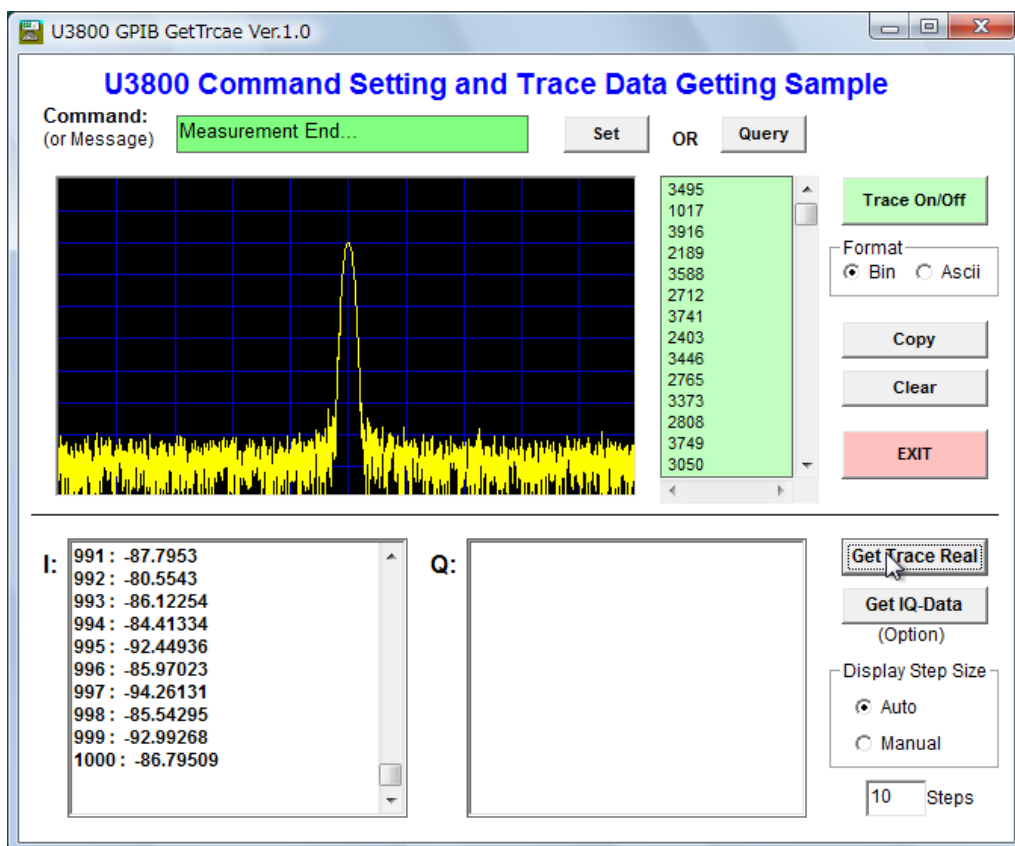 U3800 GPIB GetTrcae Ver.1.0
U3800 Command Setting and Trace Data Getting Sample
Command:
(or Message)
Measurement End...
Set
OR
Query
3495
1017
3916
2189
3588
2712
3741
2403
3446
2765
3373
2808
3749
3050
Trace On/Off
Format
Bin
Ascii
Copy
Clear
EXIT
I:
991 : -87.7953
992 : -80.5543
993 : -86.12254
994 : -84.41334
995 : -92.44936
996 : -85.97023
997 : -94.26131
998 : -85.54295
999 : -92.99268
1000 : -86.79509
Q:
Get Trace Real
Get IQ-Data
(Option)
Display Step Size
Auto
Manual
10 Steps